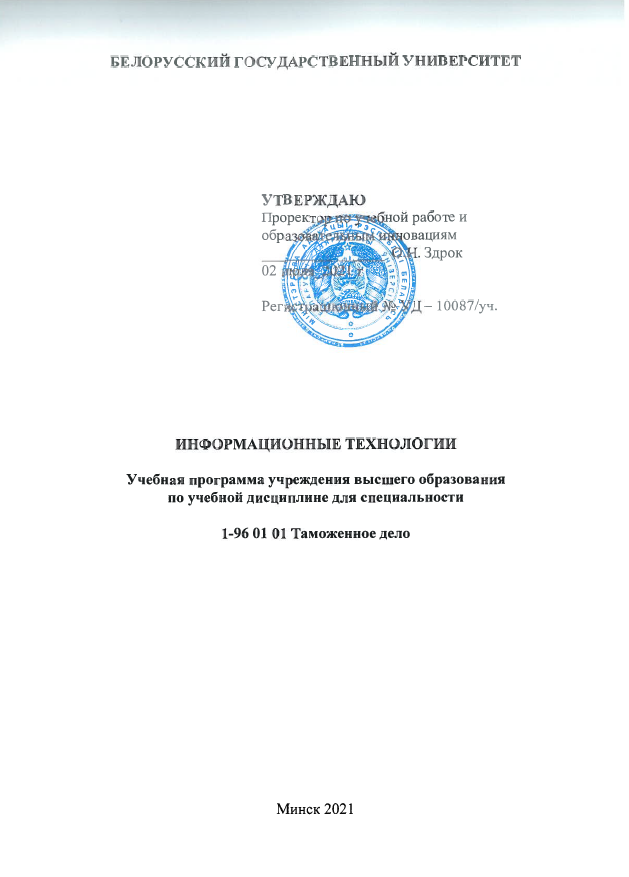 БЕЛОРУССКИЙ ГОСУДАРСТВЕННЫЙ УНИВЕРСИТЕТ
УТВЕРЖДАЮ
Проректор по учебной работе и
образовательным инновациям
О.Н. Здрок
02 2021 г.
Регистрационный № УД – 10087/уч.
ИНФОРМАЦИОННЫЕ ТЕХНОЛОГИИ
Учебная программа учреждения высшего образования
по учебной дисциплине для специальности
1-96 01 01 Таможенное дело
Минск 2021